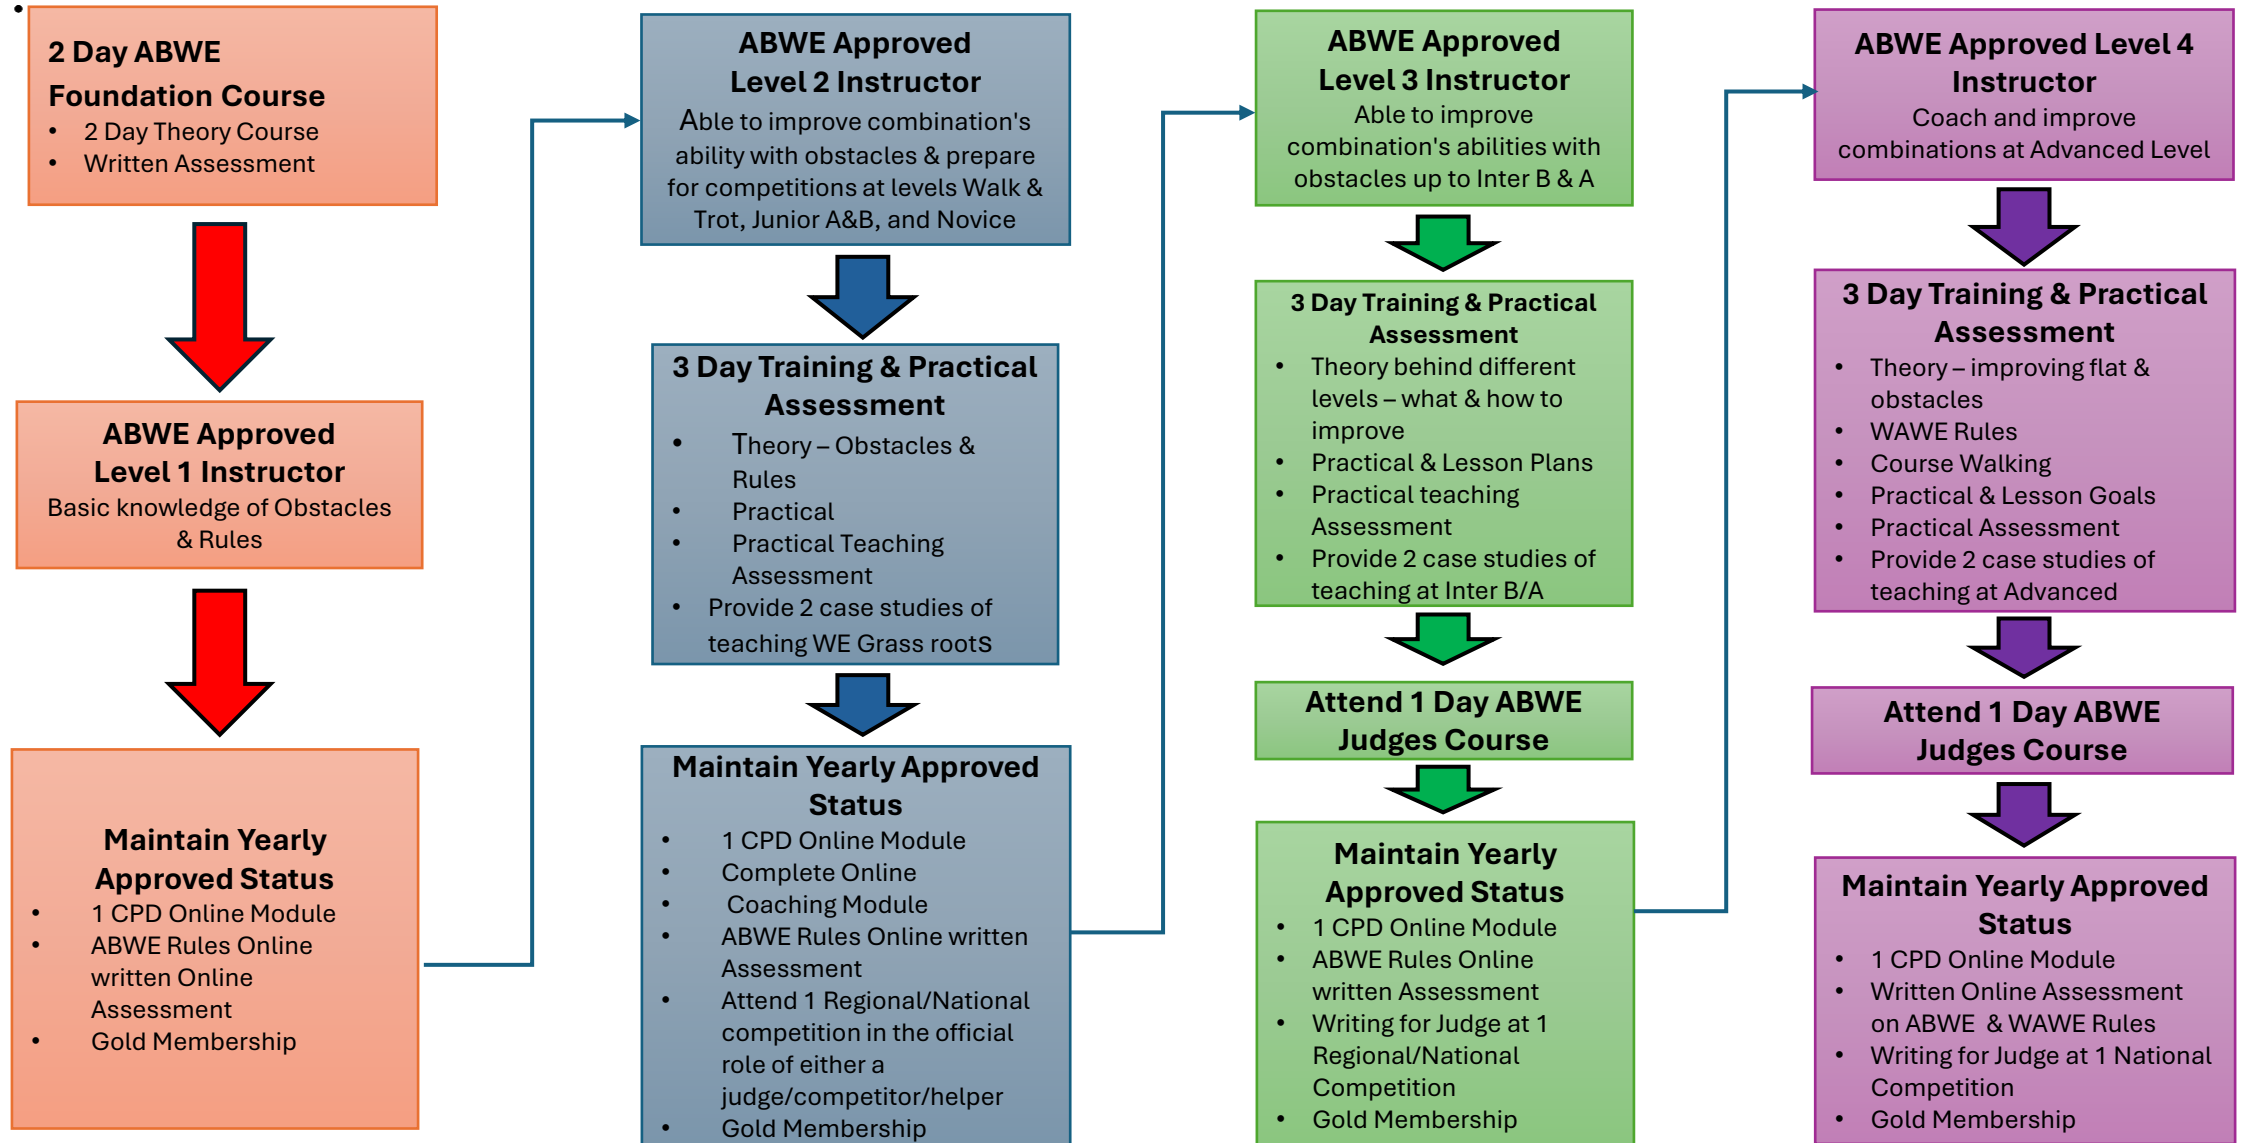 •
2 Day ABWE
Foundation Course
• 2 Day Theory Course
• Written Assessment
ABWE Approved
Level 1 Instructor
Basic knowledge of Obstacles
& Rules
Maintain Yearly
Approved Status
• 1 CPD Online Module
• ABWE Rules Online
written Online
Assessment
• Gold Membership
ABWE Approved
Level 2 Instructor
Able to improve combination's
ability with obstacles & prepare
for competitions at levels Walk &
Trot, Junior A&B, and Novice
3 Day Training & Practical
Assessment
• Theory – Obstacles &
Rules
• Practical
• Practical Teaching
Assessment
• Provide 2 case studies of
teaching WE Grass roots
Maintain Yearly Approved
Status
• 1 CPD Online Module
• Complete Online
• Coaching Module
• ABWE Rules Online written
Assessment
• Attend 1 Regional/National
competition in the official
role of either a
judge/competitor/helper
• Gold Membership
ABWE Approved
Level 3 Instructor
Able to improve
combination's abilities with
obstacles up to Inter B & A
3 Day Training & Practical
Assessment
• Theory behind different
levels – what & how to
improve
• Practical & Lesson Plans
• Practical teaching
Assessment
• Provide 2 case studies of
teaching at Inter B/A
Attend 1 Day ABWE
Judges Course
Maintain Yearly
Approved Status
• 1 CPD Online Module
• ABWE Rules Online
written Assessment
• Writing for Judge at 1
Regional/National
Competition
• Gold Membership
ABWE Approved Level 4
Instructor
Coach and improve
combinations at Advanced Level
3 Day Training & Practical
Assessment
• Theory – improving flat &
obstacles
• WAWE Rules
• Course Walking
• Practical & Lesson Goals
• Practical Assessment
• Provide 2 case studies of
teaching at Advanced
Attend 1 Day ABWE
Judges Course
Maintain Yearly Approved
Status
• 1 CPD Online Module
• Written Online Assessment
on ABWE & WAWE Rules
• Writing for Judge at 1 National
Competition
• Gold Membership